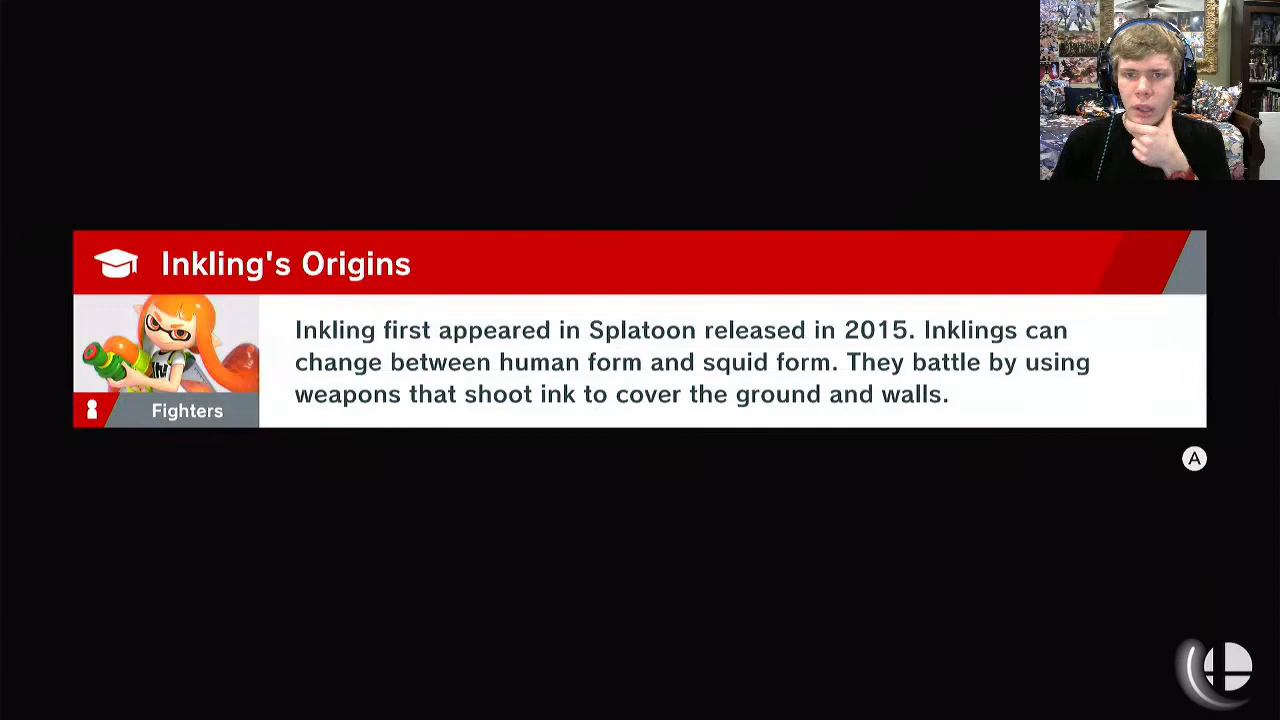 Inkling's Origins
Inkling first appeared in Splatoon released in 2015. Inklings can
change between human form and squid form. They battle by using
weapons that shoot ink to cover the ground and walls.
Fighters
A